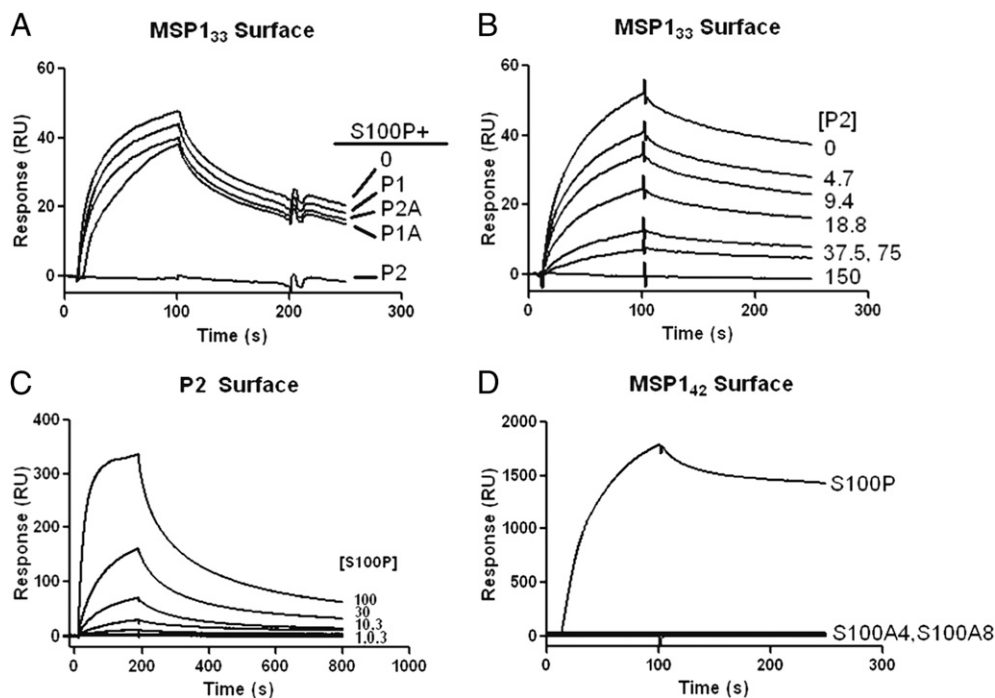 A
MSP1₃₃ Surface
Response (RU)
60
40
20
0
0
100
200
300
Time (s)
S100P+
0
P1
P2A
P1A
P2
B
MSP1₃₃ Surface
Response (RU)
60
40
20
0
0
100
200
300
Time (s)
[P2]
0
4.7
9.4
18.8
37.5, 75
150
C
P2 Surface
Response (RU)
400
300
200
100
0
0
200
400
600
800
1000
Time (s)
[S100P]
100
30
10.3
1.0.3
D
MSP1₄₂ Surface
Response (RU)
2000
1500
1000
500
0
0
100
200
300
Time (s)
S100P
S100A4,S100A8